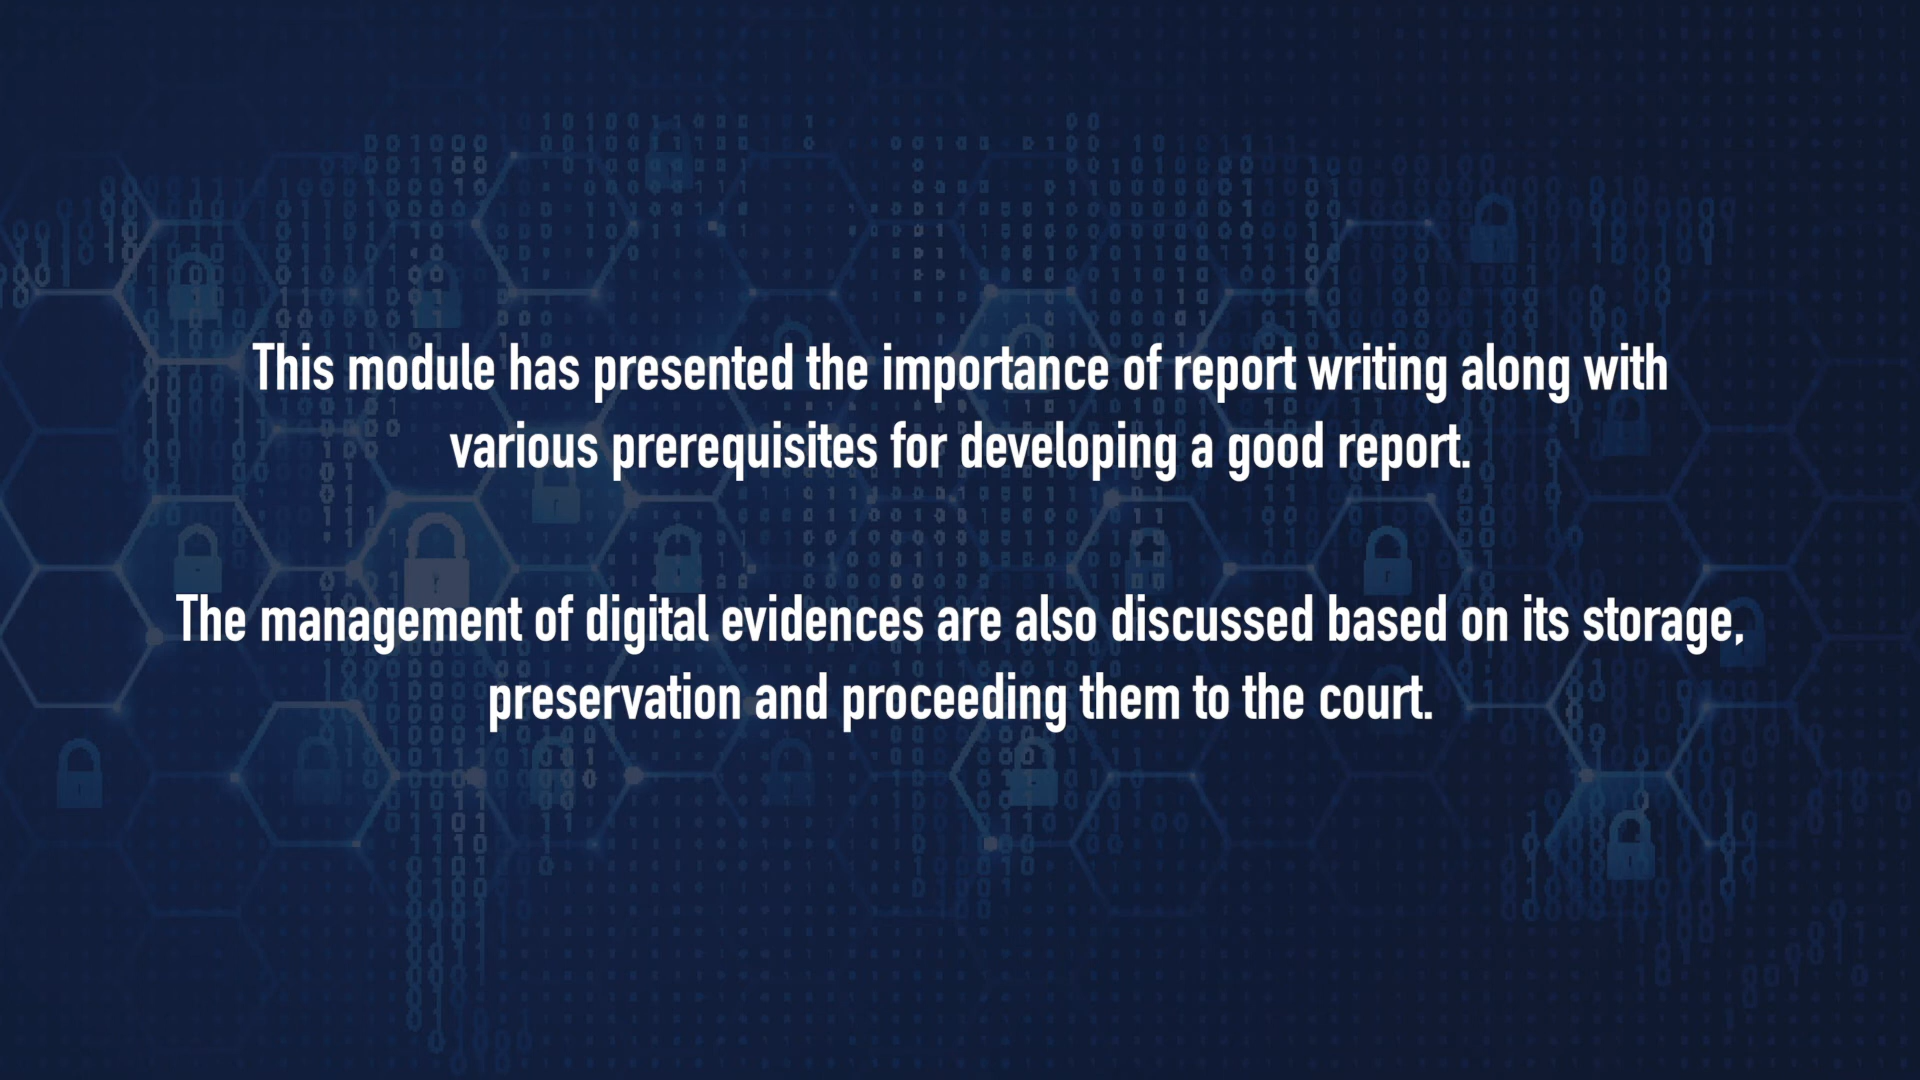 This module has presented the importance of report writing along with
various prerequisites for developing a good report.
The management of digital evidences are also discussed based on its storage,
preservation and proceeding them to the court.